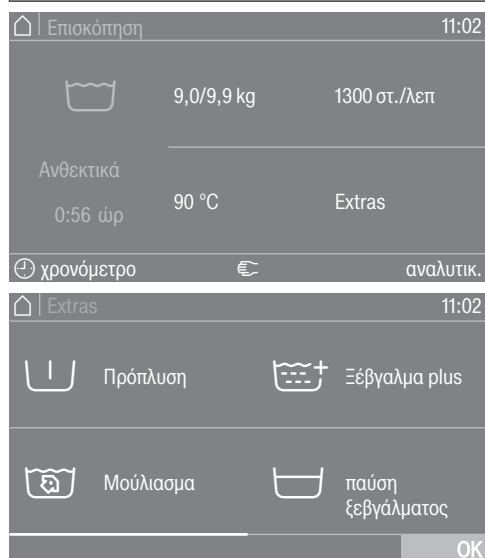 Επισκόπηση 11:02
9,0/9,9 kg 1300 στ./λεπ
Ανθεκτικά
0:56 ώρ
90 °C Extras
χρονόμετρο αναλυτικ.
Extras 11:02
Πρόπλυση Ξέβγαλμα plus
Μούλιασμα παύση
ξεβγάλματος
OK